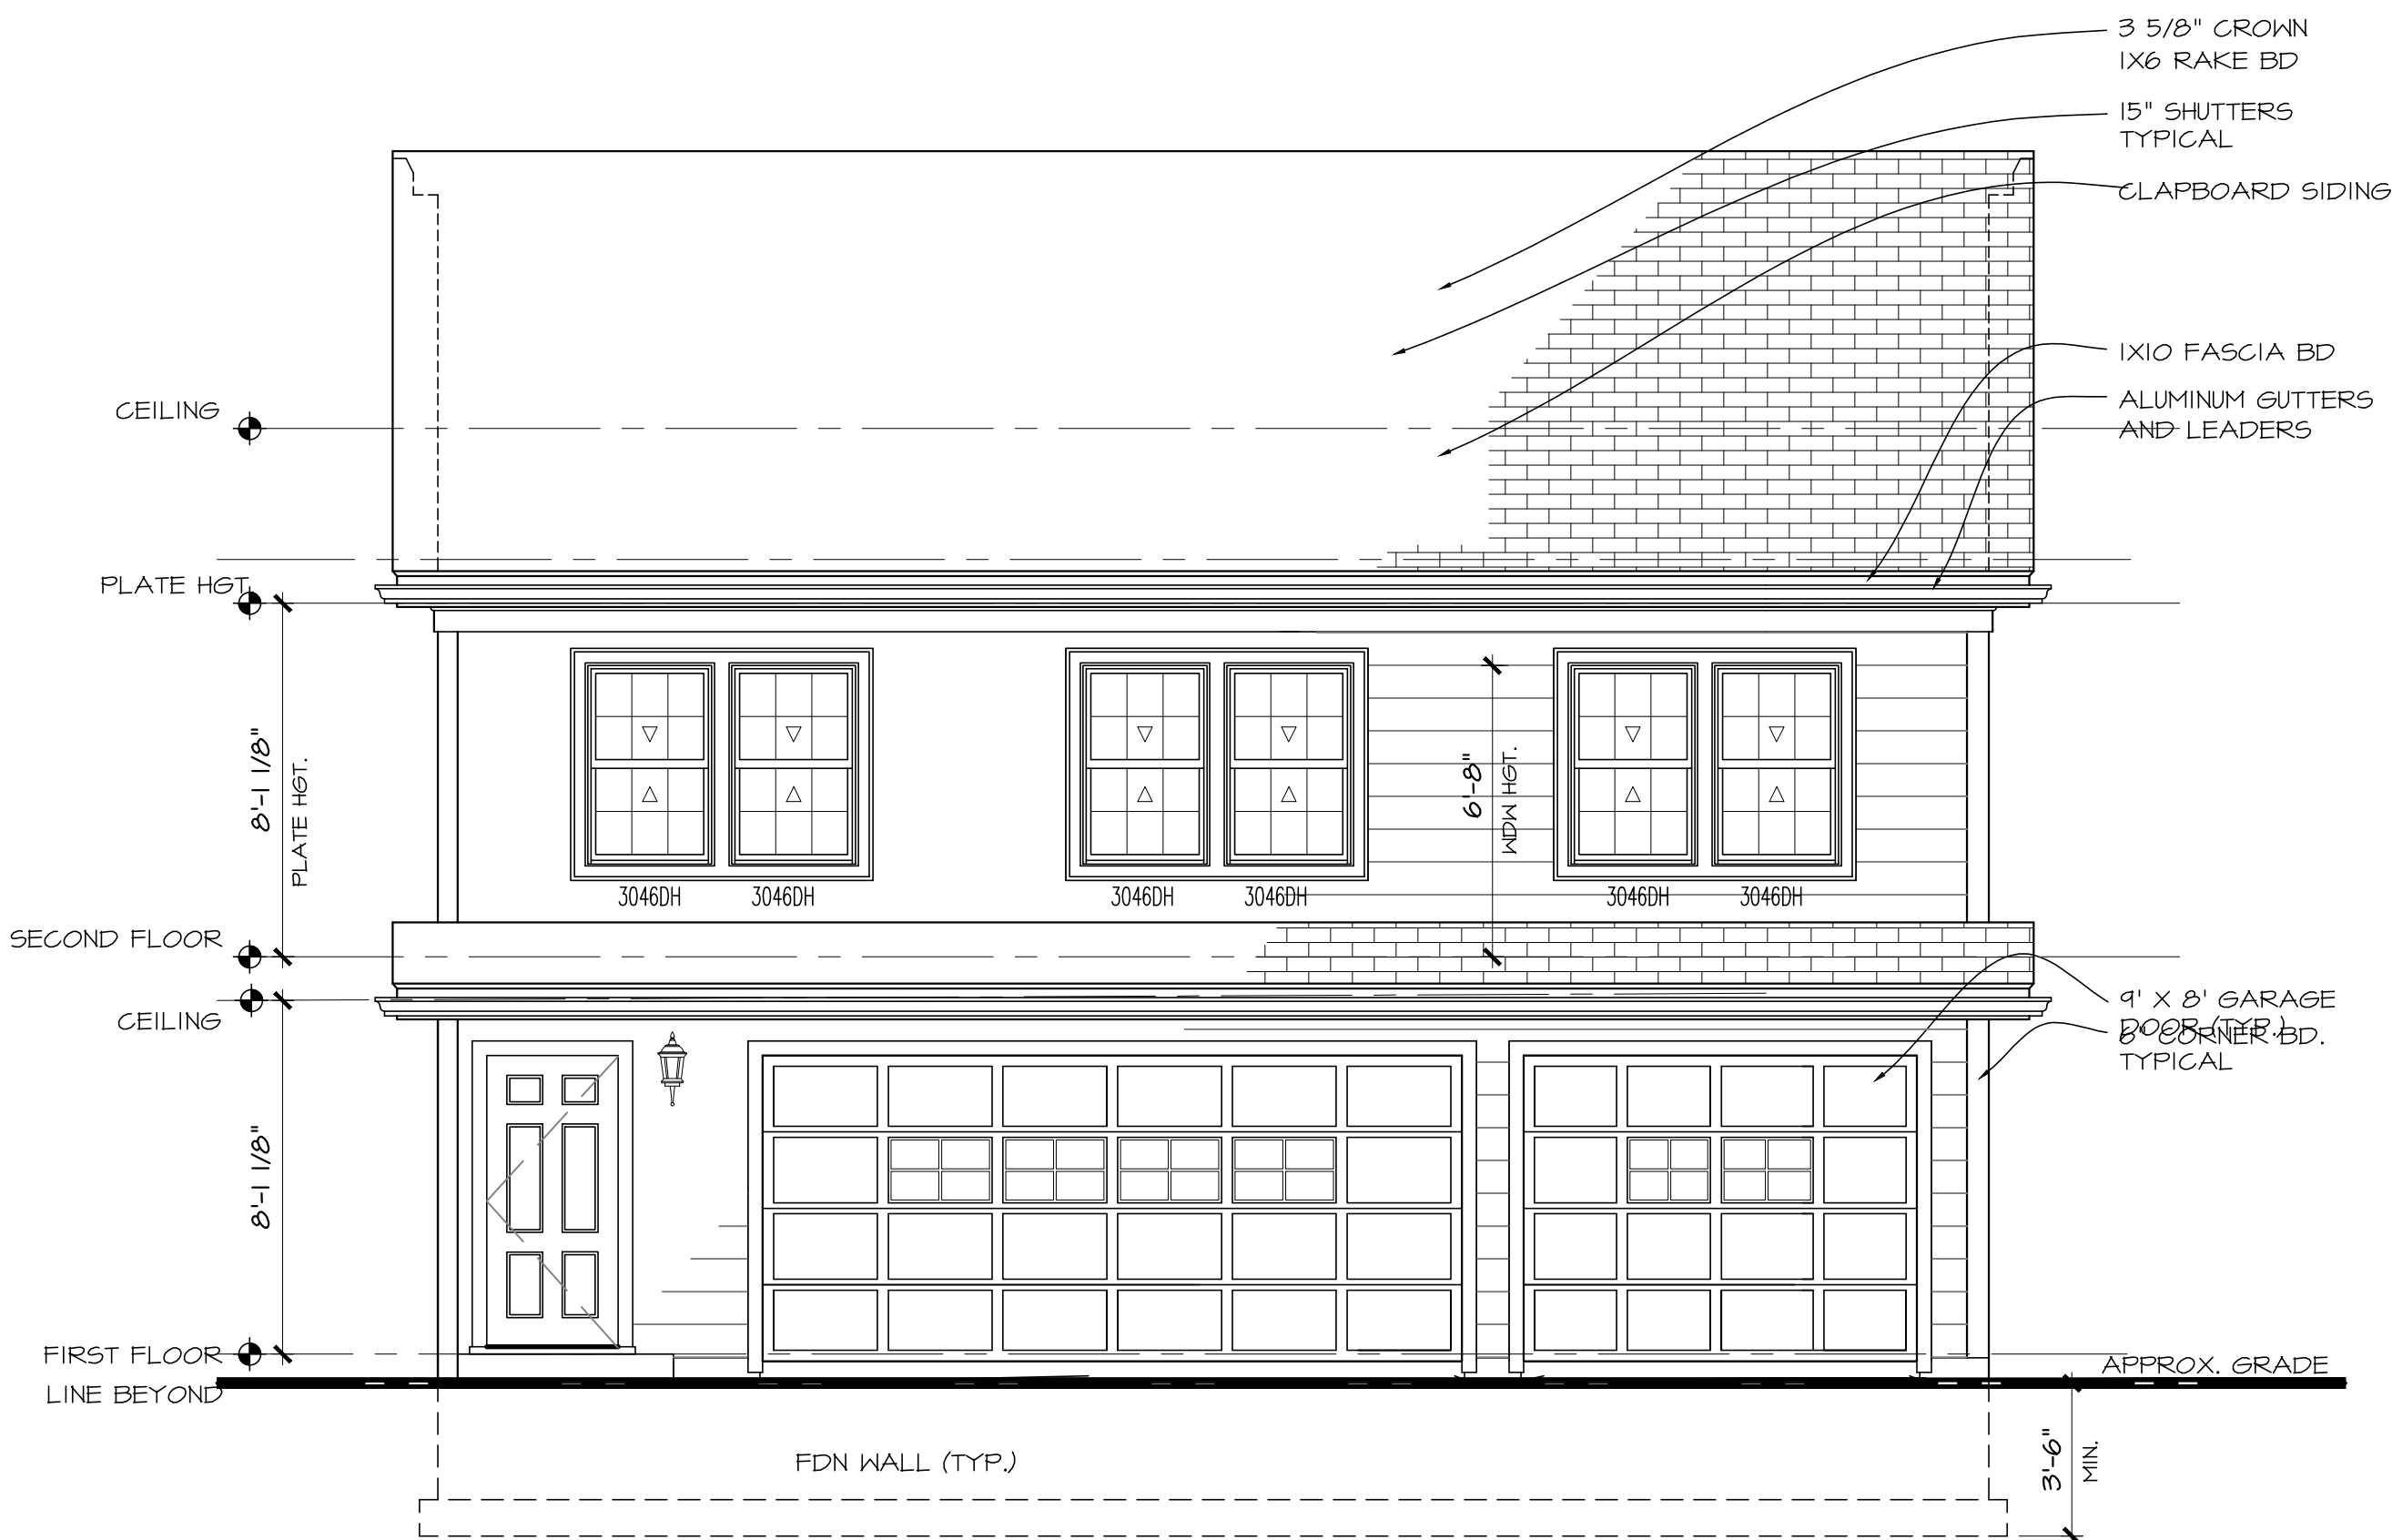 3 5/8" CROWN
1X6 RAKE BD
15" SHUTTERS
TYPICAL
CLAPBOARD SIDING
1X10 FASCIA BD
CEILING
ALUMINUM GUTTERS
AND LEADERS
PLATE HGT.
8'-1 1/8"
PLATE HGT.
6'-8"
WDW HGT.
3046DH 3046DH 3046DH 3046DH 3046DH 3046DH
SECOND FLOOR
CEILING
9' X 8' GARAGE
DOOR (TYP.)
6" CORNER BD.
TYPICAL
8'-1 1/8"
FIRST FLOOR
LINE BEYOND
APPROX. GRADE
FDN WALL (TYP.)
3'-6"
MIN.